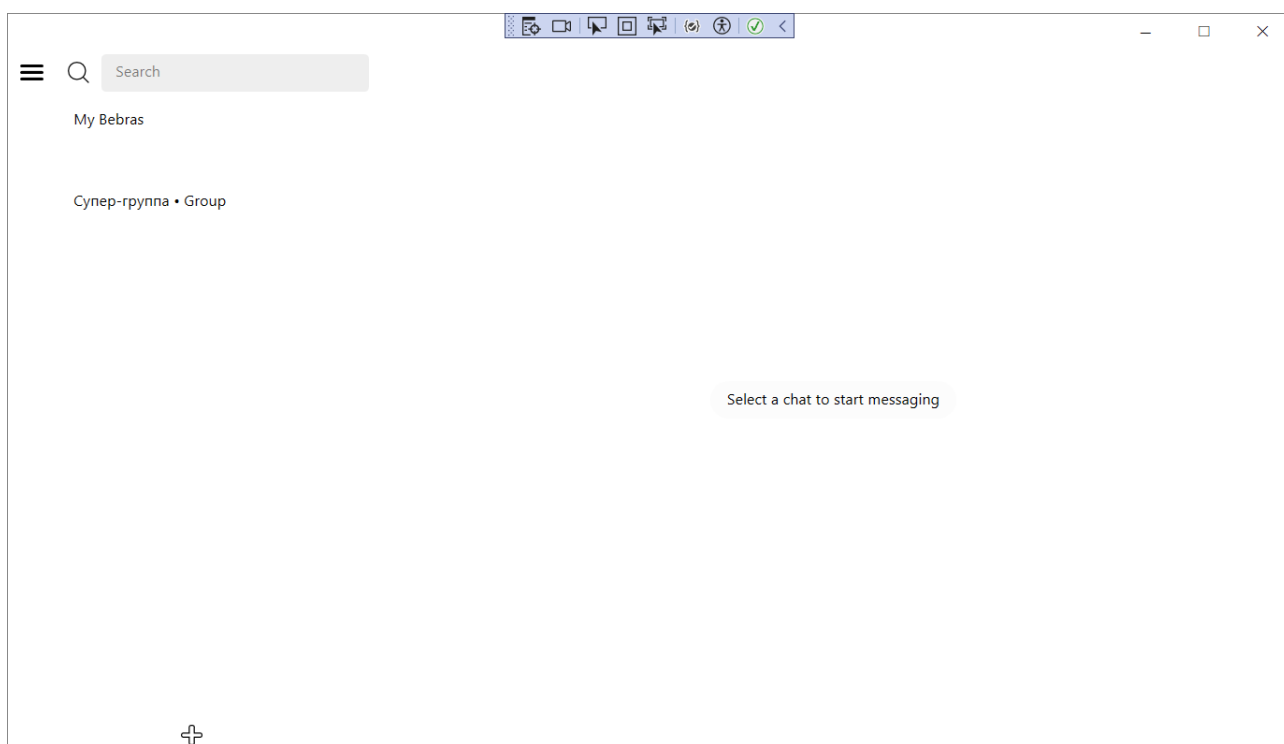 Search
My Bebras
Супер-группа • Group
Select a chat to start messaging